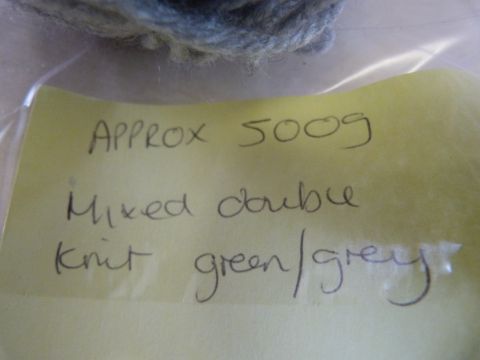 APPROX 500g
Mixed double
knit green/grey